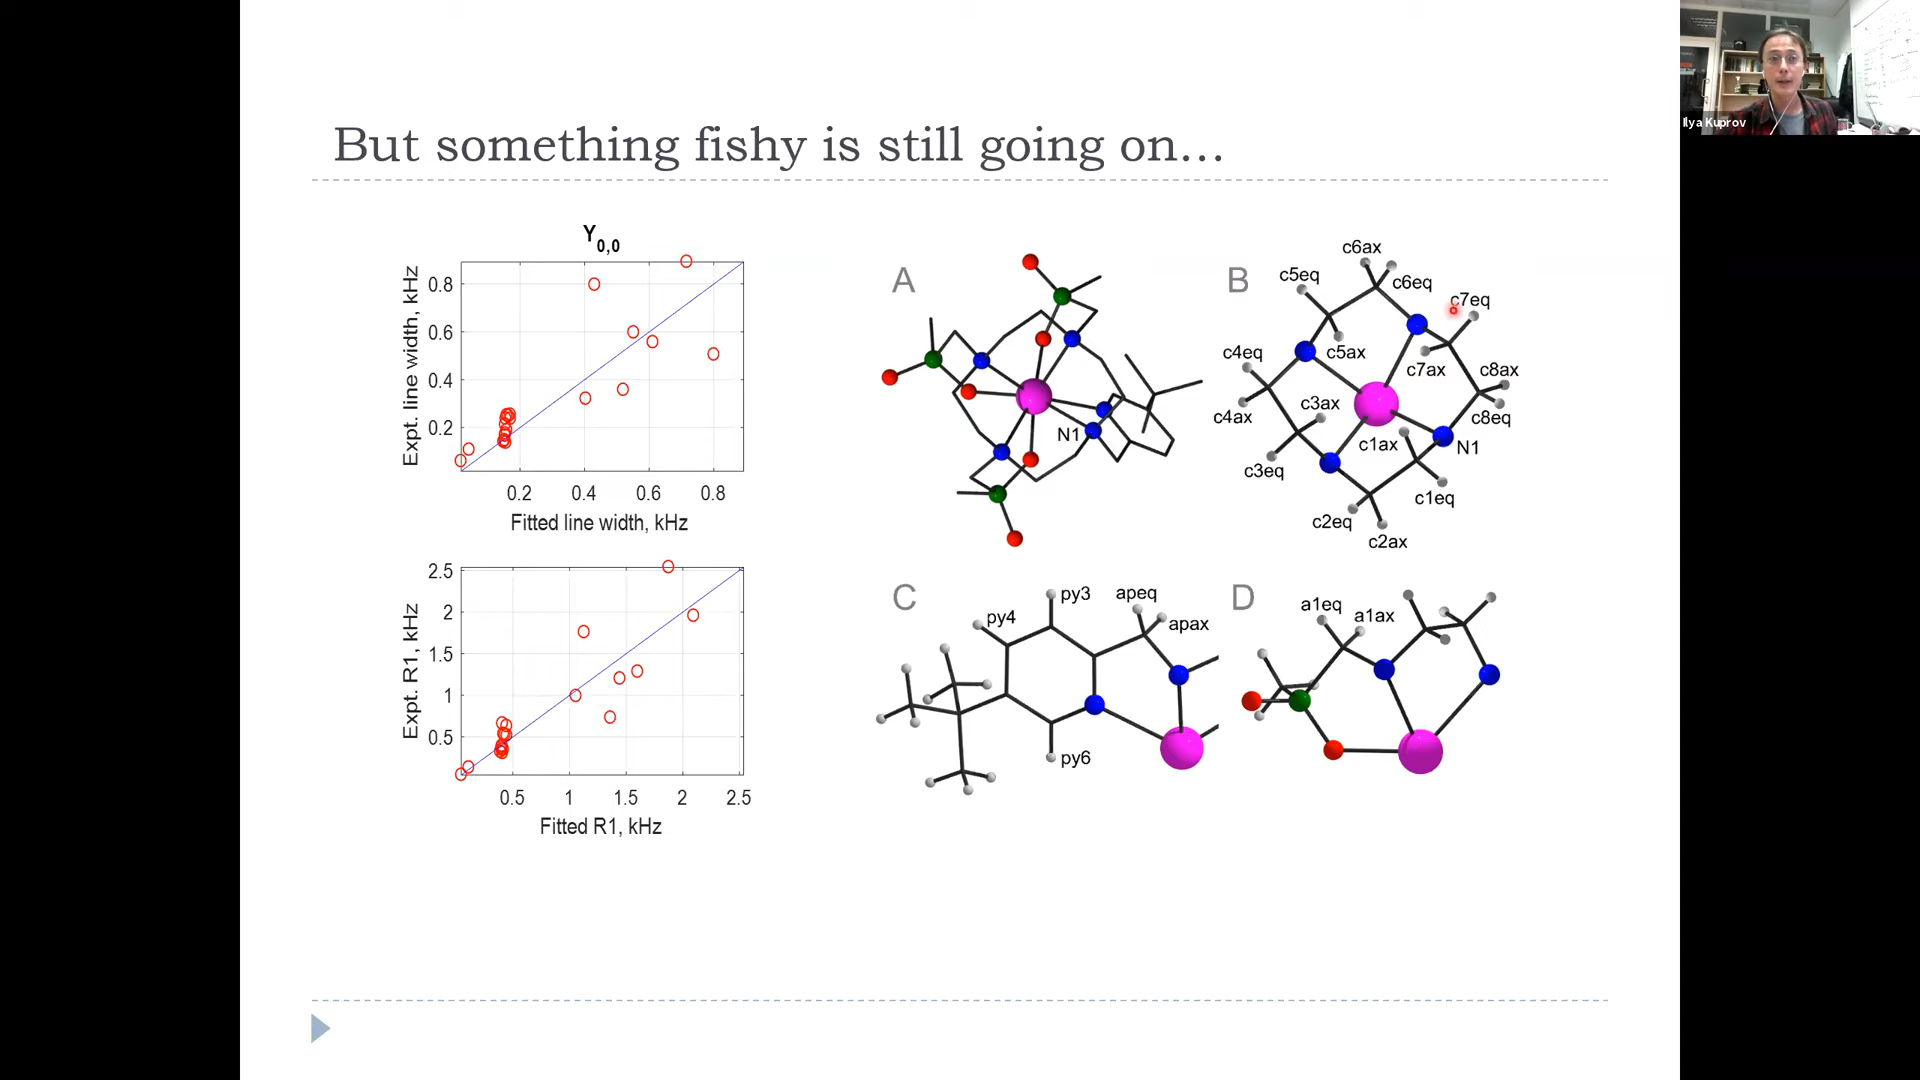 Ilya Kuprov
But something fishy is still going on...
Y0,0
Expt. line width, kHz
0.8
0.6
0.4
0.2
0.2 0.4 0.6 0.8
Fitted line width, kHz
Expt. R1, kHz
2.5
2
1.5
1
0.5
0.5 1 1.5 2 2.5
Fitted R1, kHz
A
N1
B
c6ax
c5eq
c6eq
c7eq
c4eq
c5ax
c7ax
c8ax
c4ax
c3ax
c8eq
c1ax
N1
c3eq
c1eq
c2eq
c2ax
C
py3
apeq
py4
apax
py6
D
a1eq
a1ax